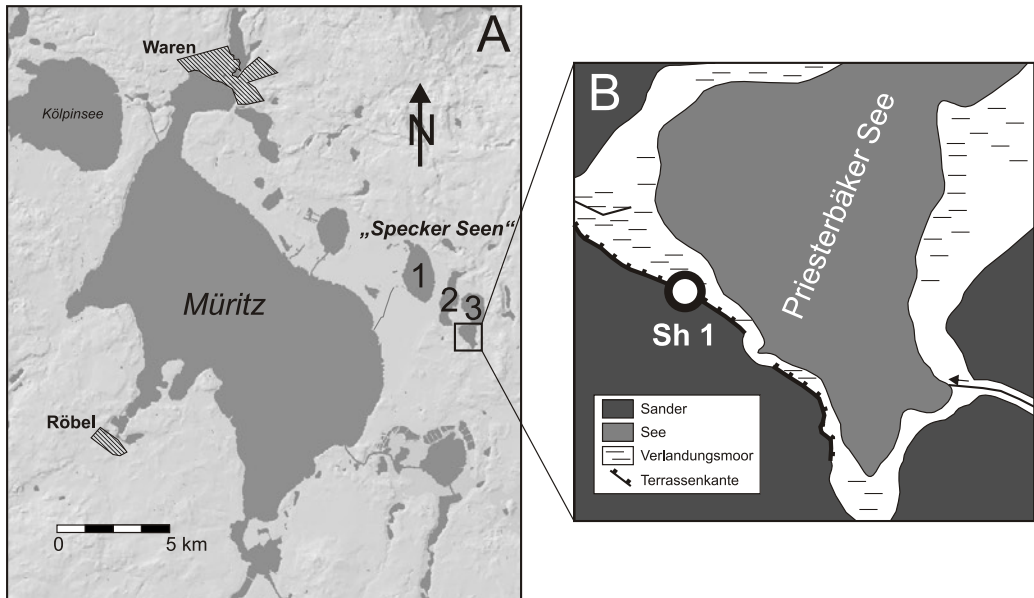 A
Waren
Kölpinsee
N
„Specker Seen“
1
2
3
Müritz
Röbel
0 5 km
B
Priesterbäker See
Sh 1
Sander
See
Verlandungsmoor
Terrassenkante